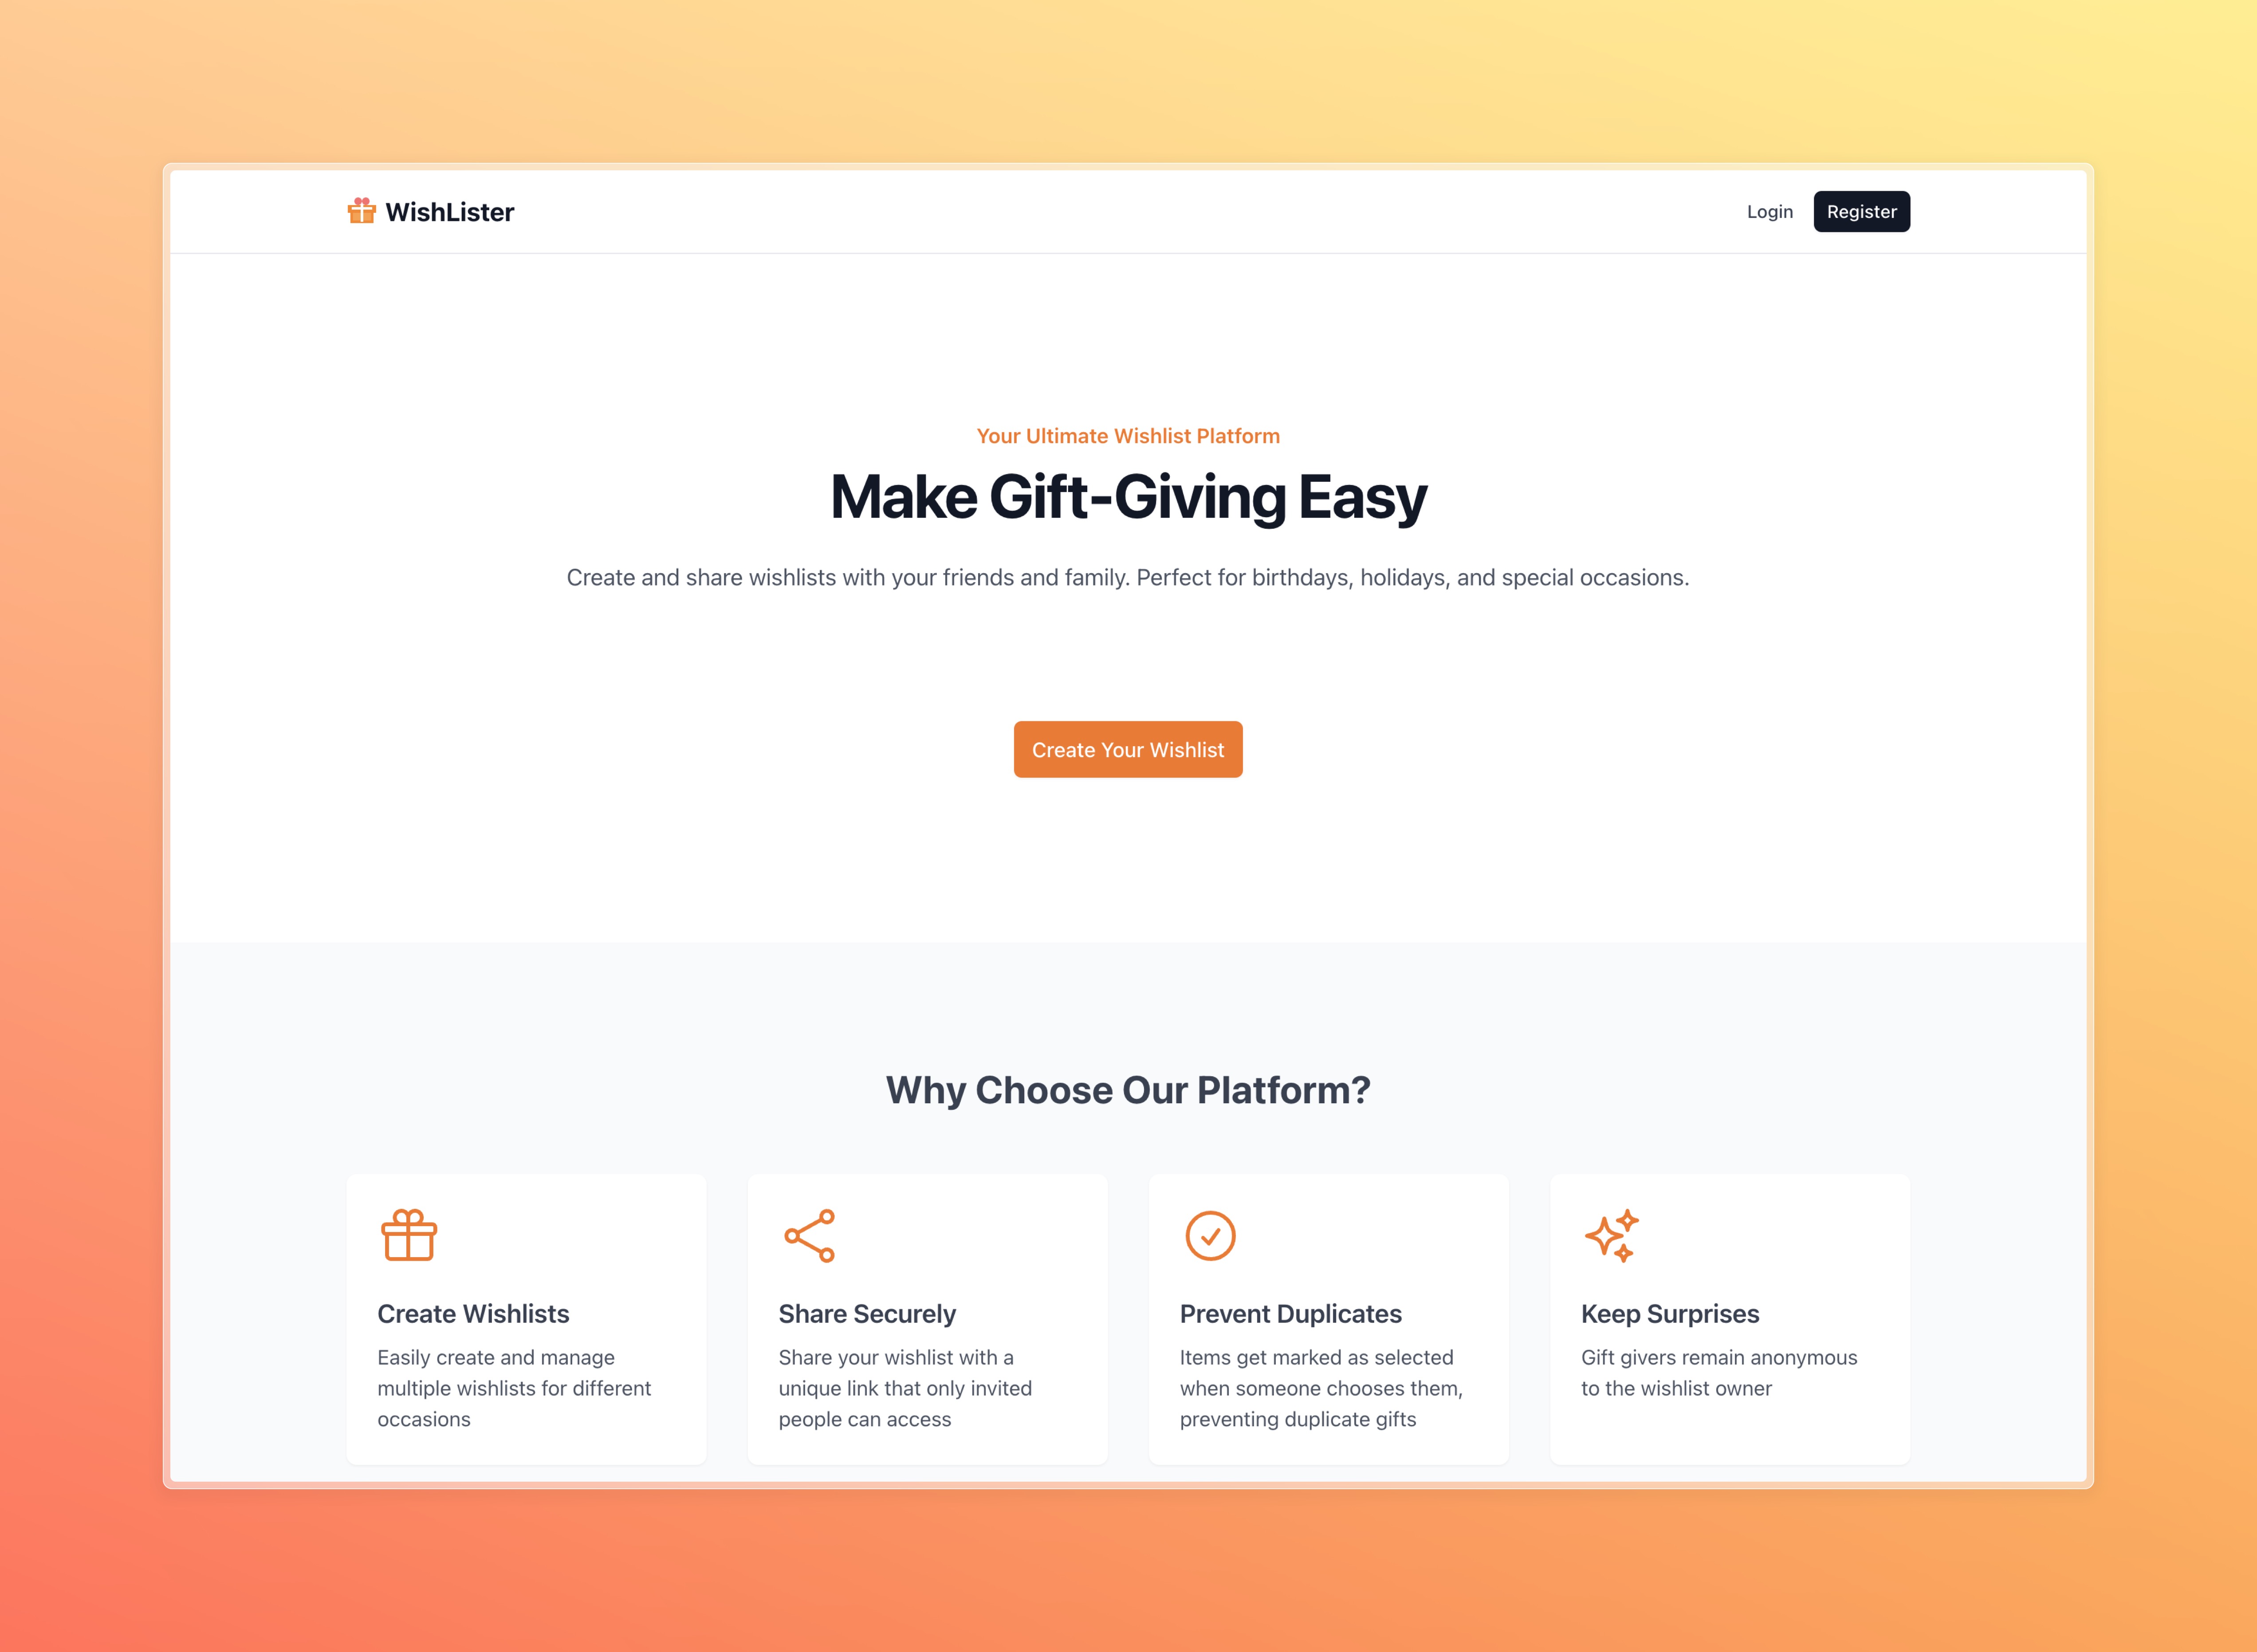 WishLister
Login
Register
Your Ultimate Wishlist Platform
Make Gift-Giving Easy
Create and share wishlists with your friends and family. Perfect for birthdays, holidays, and special occasions.
Create Your Wishlist
Why Choose Our Platform?
Create Wishlists
Easily create and manage
multiple wishlists for different
occasions
Share Securely
Share your wishlist with a
unique link that only invited
people can access
Prevent Duplicates
Items get marked as selected
when someone chooses them,
preventing duplicate gifts
Keep Surprises
Gift givers remain anonymous
to the wishlist owner